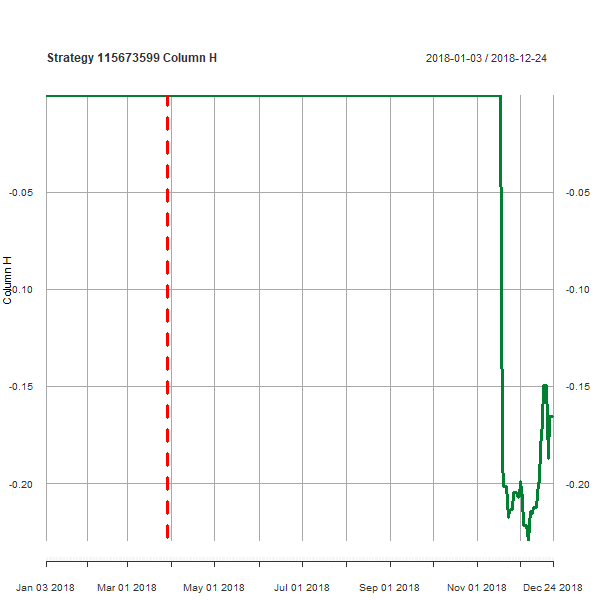 Strategy 115673599 Column H 2018-01-03 / 2018-12-24
-0.05 -0.05
Column H
-0.10 -0.10
-0.15 -0.15
-0.20 -0.20
Jan 03 2018 Mar 01 2018 May 01 2018 Jul 01 2018 Sep 01 2018 Nov 01 2018 Dec 24 2018